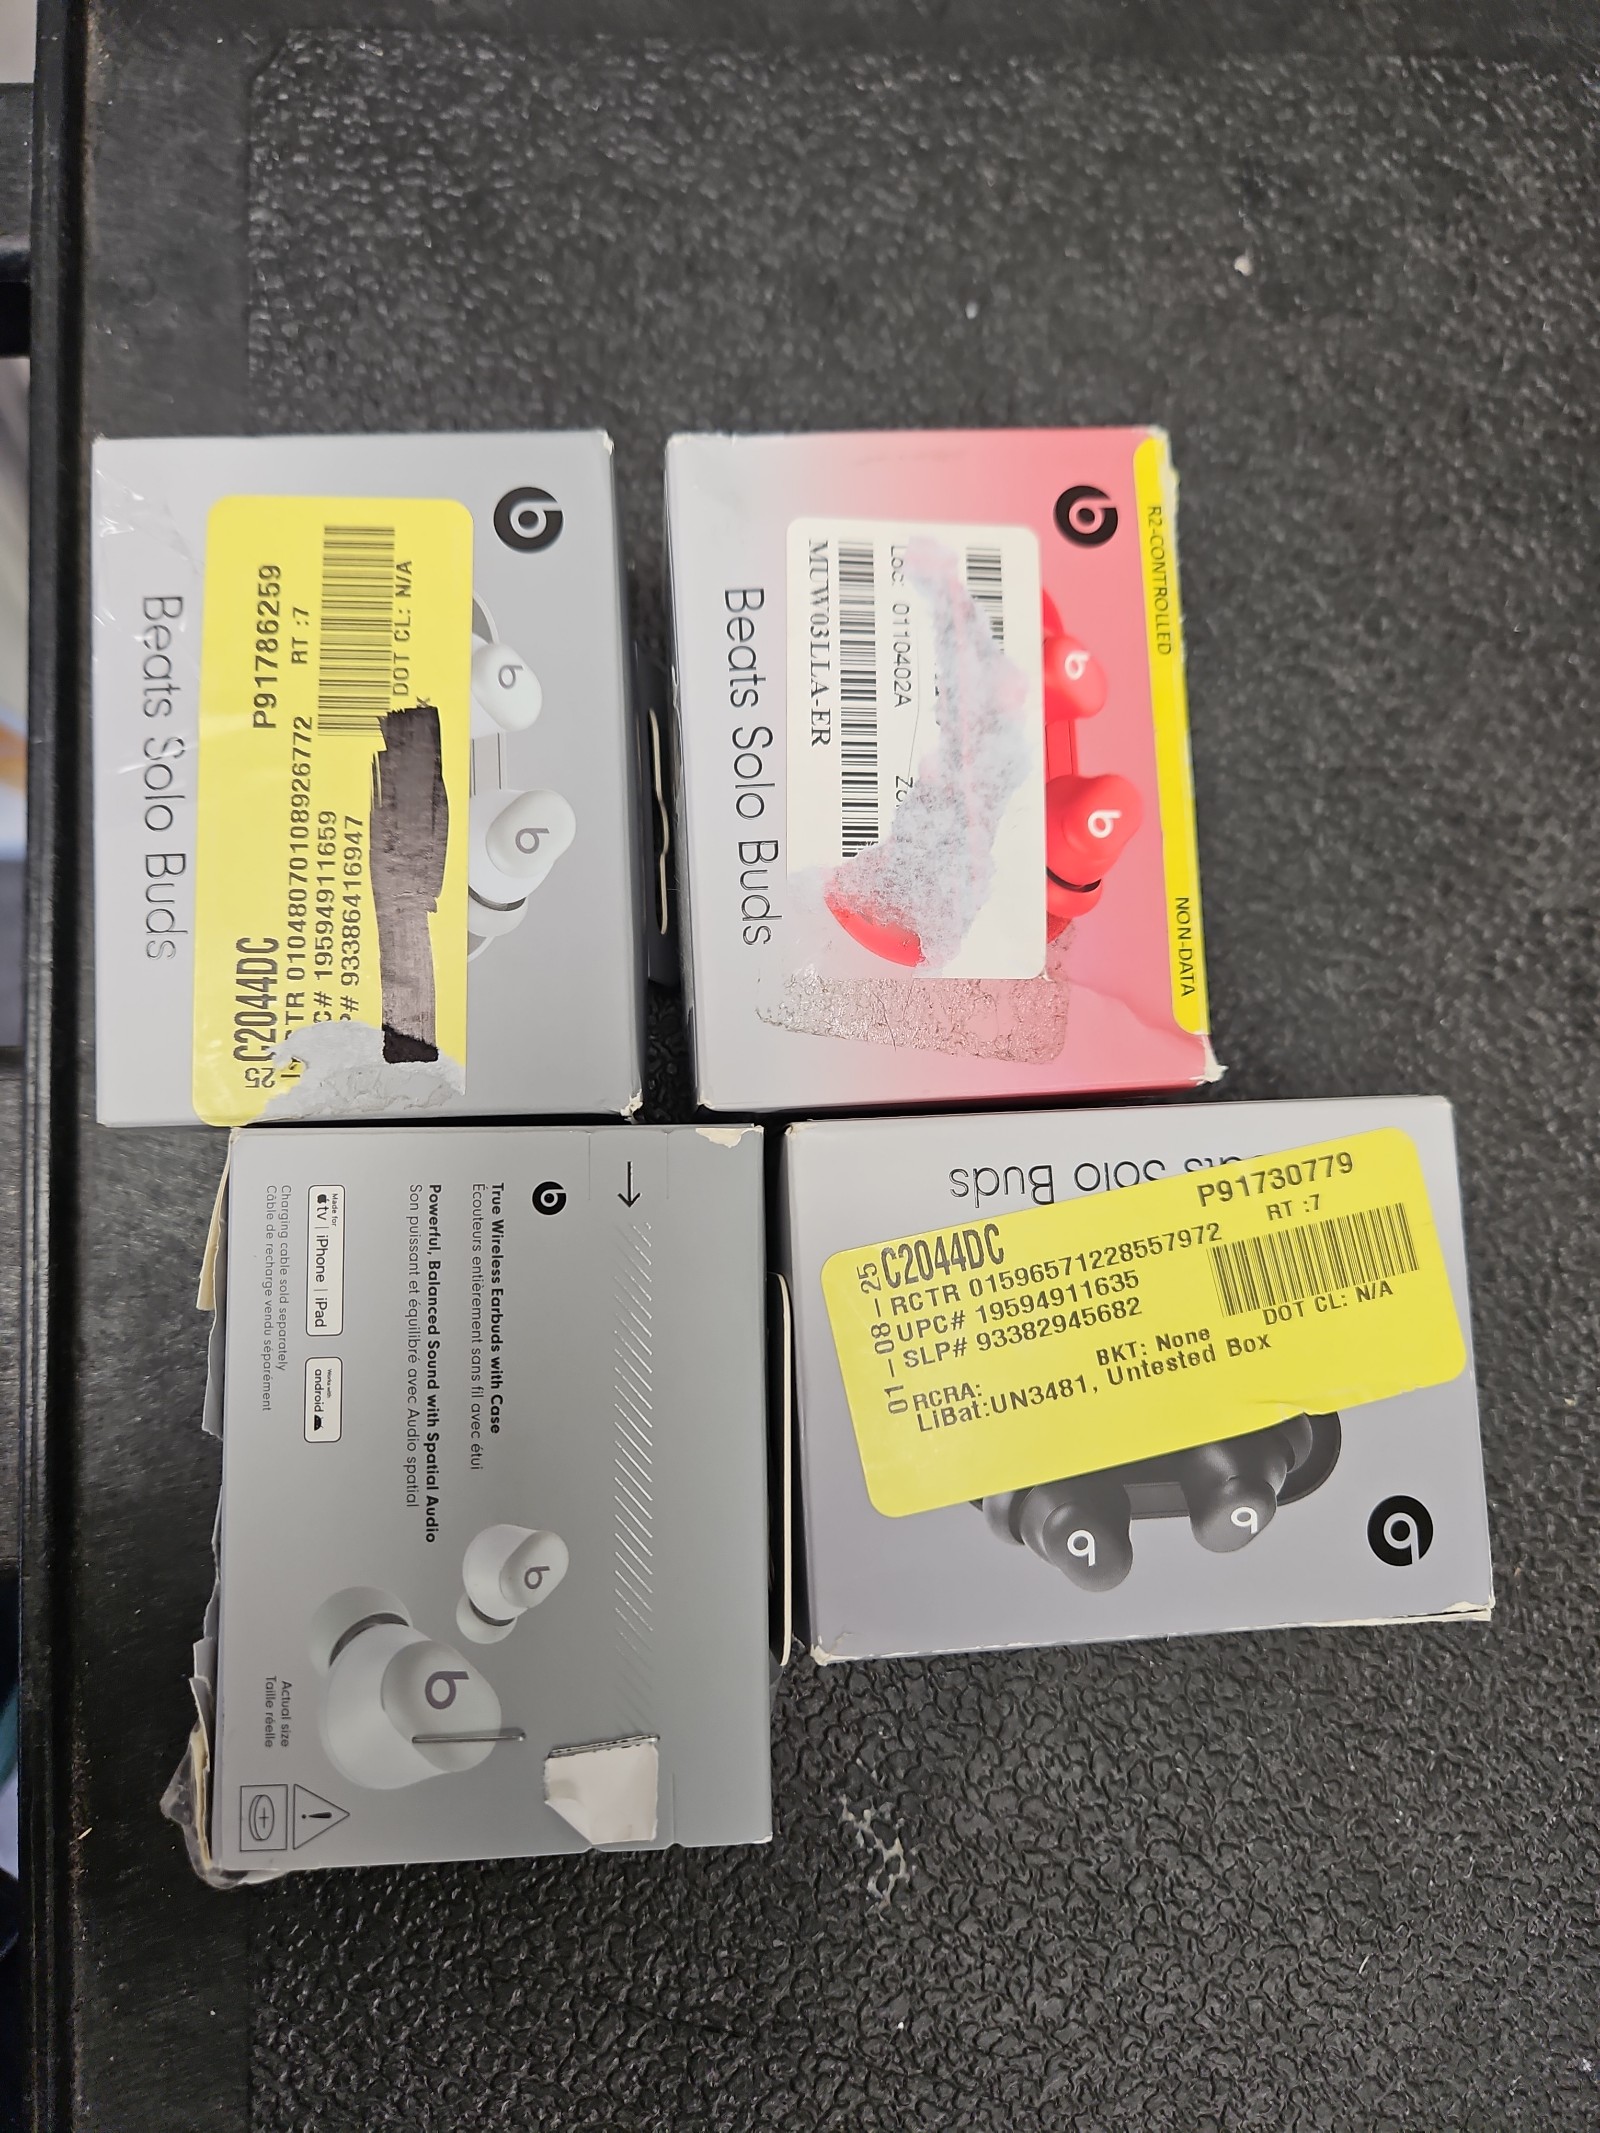 Beats Solo Buds
P917862259
RT :7
DOT CL: N/A
25
C2044DC
TR 010480701089267772
# 19594911659
# 93386416947
R2-CONTROLLED
NON-DATA
Beats Solo Buds
MUW03LLA-ER
Loc: 0110402A
True Wireless Earbuds with Case
Écouteurs entièrement sans fil avec étui
Powerful, Balanced Sound with Spatial Audio
Son puissant et équilibré avec Audio spatial
Made for
tv | iPhone | iPad
Works with
android
Charging cable sold separately
Câble de recharge vendu séparément
Actual size
Taille réelle
Solo Buds
P91730779
RT :7
C2044DC
RCTR 01596571228557972
UPC# 19594911635
SLP# 93382945682
DOT CL: N/A
BKT: None
RCRA:
LiBat:UN3481, Untested Box
01-08-25